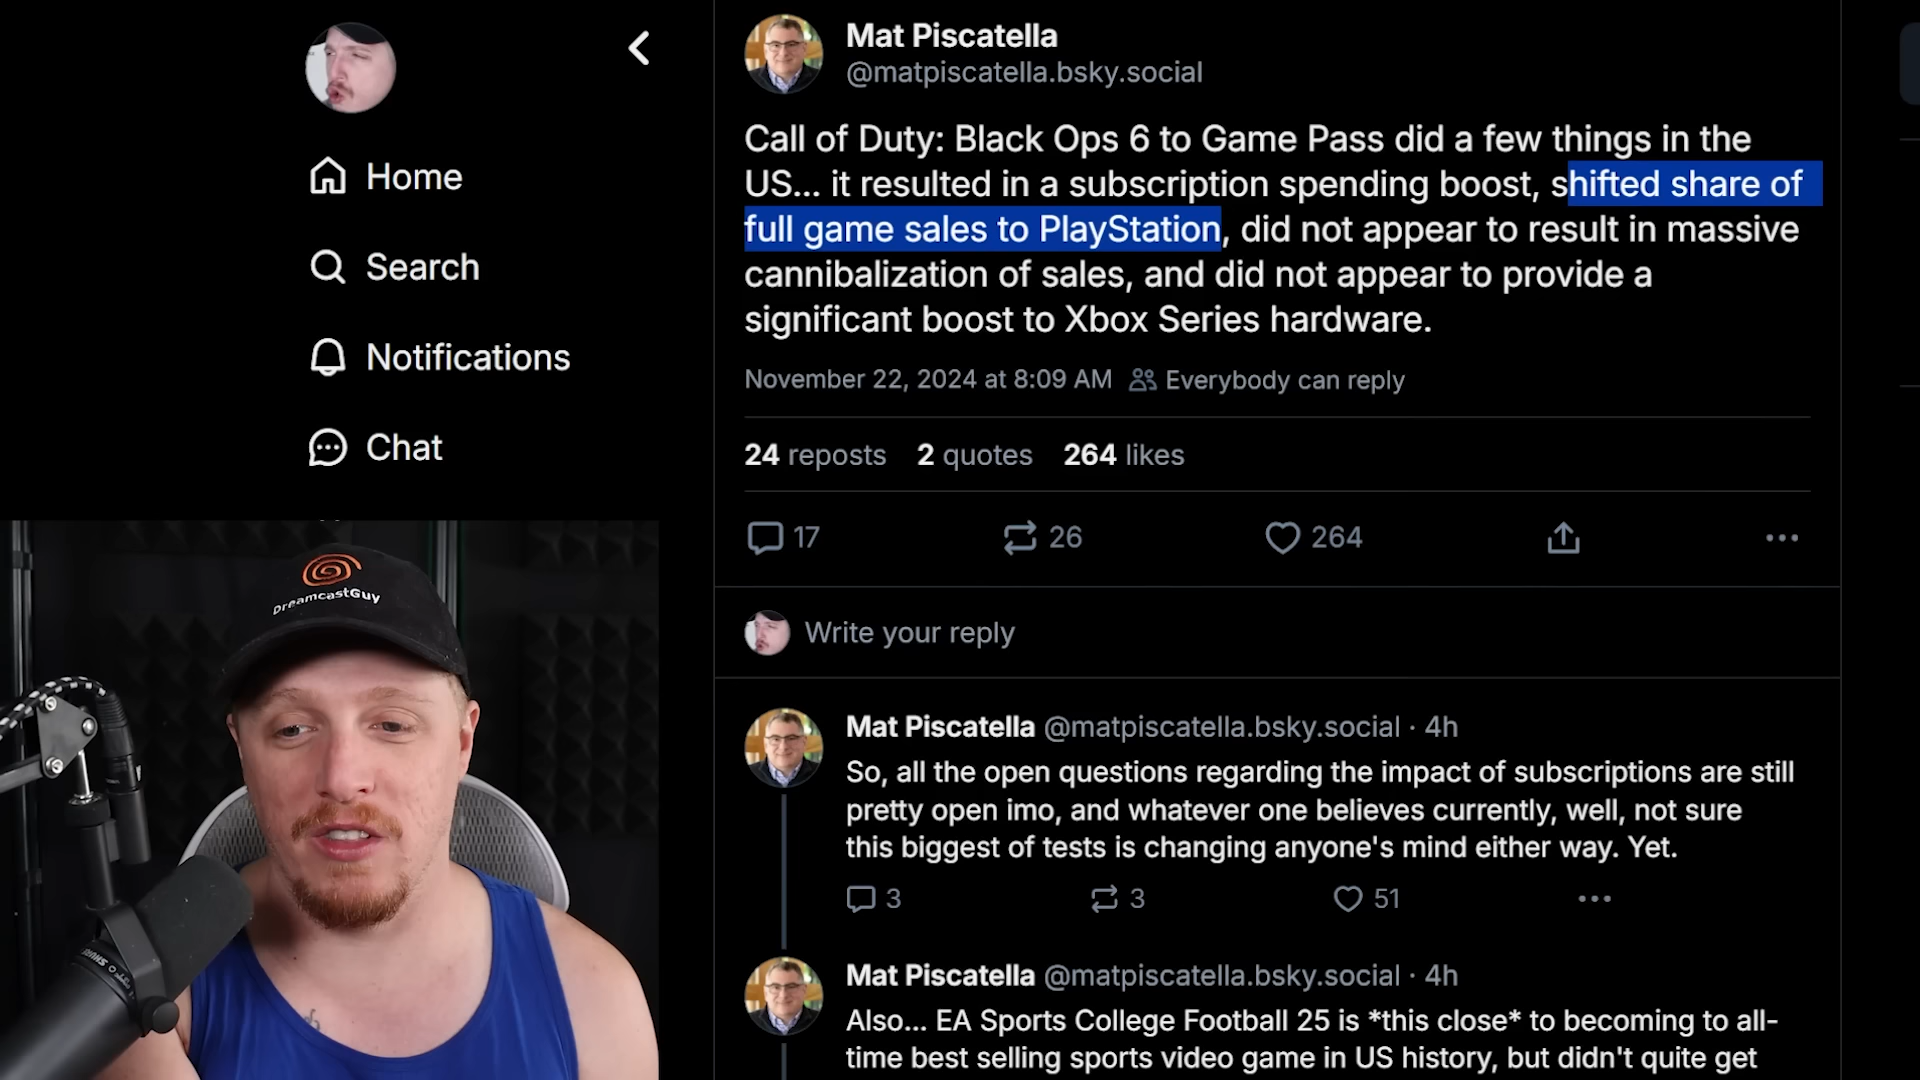 Home
Search
Notifications
Chat
Mat Piscatella
@matpiscatella.bsky.social
Call of Duty: Black Ops 6 to Game Pass did a few things in the
US... it resulted in a subscription spending boost, shifted share of
full game sales to PlayStation, did not appear to result in massive
cannibalization of sales, and did not appear to provide a
significant boost to Xbox Series hardware.
November 22, 2024 at 8:09 AM Everybody can reply
24 reposts 2 quotes 264 likes
17 26 264
Write your reply
Mat Piscatella @matpiscatella.bsky.social · 4h
So, all the open questions regarding the impact of subscriptions are still
pretty open imo, and whatever one believes currently, well, not sure
this biggest of tests is changing anyone's mind either way. Yet.
3 3 51
Mat Piscatella @matpiscatella.bsky.social · 4h
Also... EA Sports College Football 25 is *this close* to becoming to all-
time best selling sports video game in US history, but didn't quite get
DreamcastGuy
SHURE